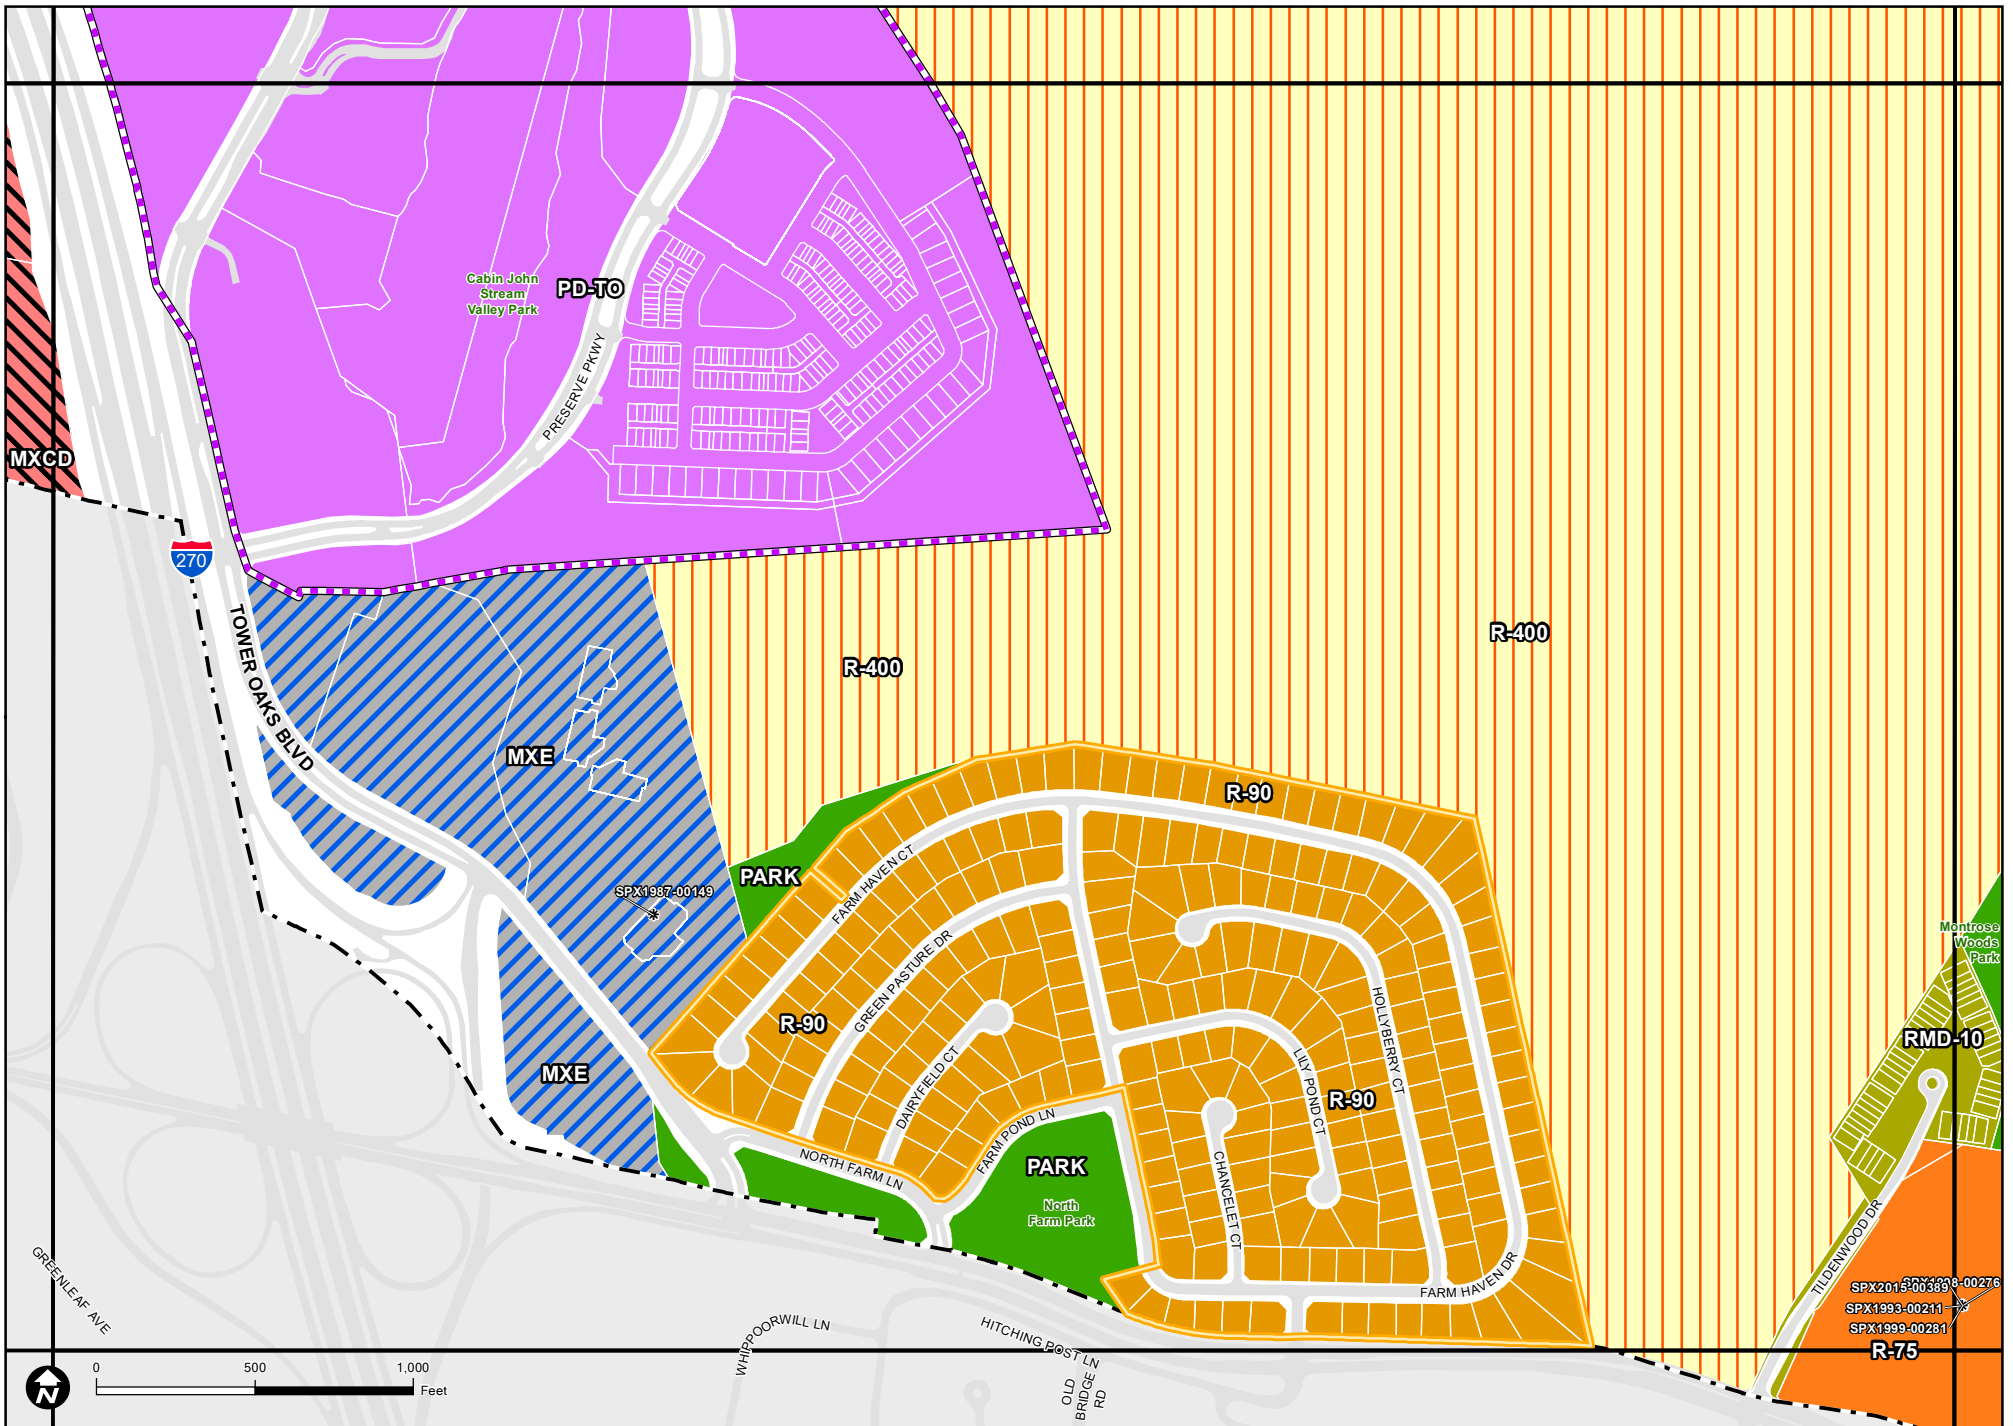 Cabin John
Stream
Valley Park
PD-TO
PRESERVE PKWY
MXCD
270
TOWER OAKS BLVD
R-400
R-400
MXE
R-90
PARK
SPX1987-00149
FARM HAVEN CT
GREEN PASTURE DR
R-90
DAIRYFIELD CT
HOLLYBERRY CT
LILY POND CT
R-90
Montrose
Woods
Park
RMD-10
MXE
FARM POND LN
NORTH FARM LN
PARK
North
Farm Park
CHANCELET CT
FARM HAVEN DR
TILDENWOOD DR
SPX1998-00276
SPX2015-00389
SPX1993-00211
SPX1999-00281
R-75
GREENLEAF AVE
WHIPPOORWILL LN
HITCHING POST LN
OLD
BRIDGE
RD
N
0 500 1,000
Feet